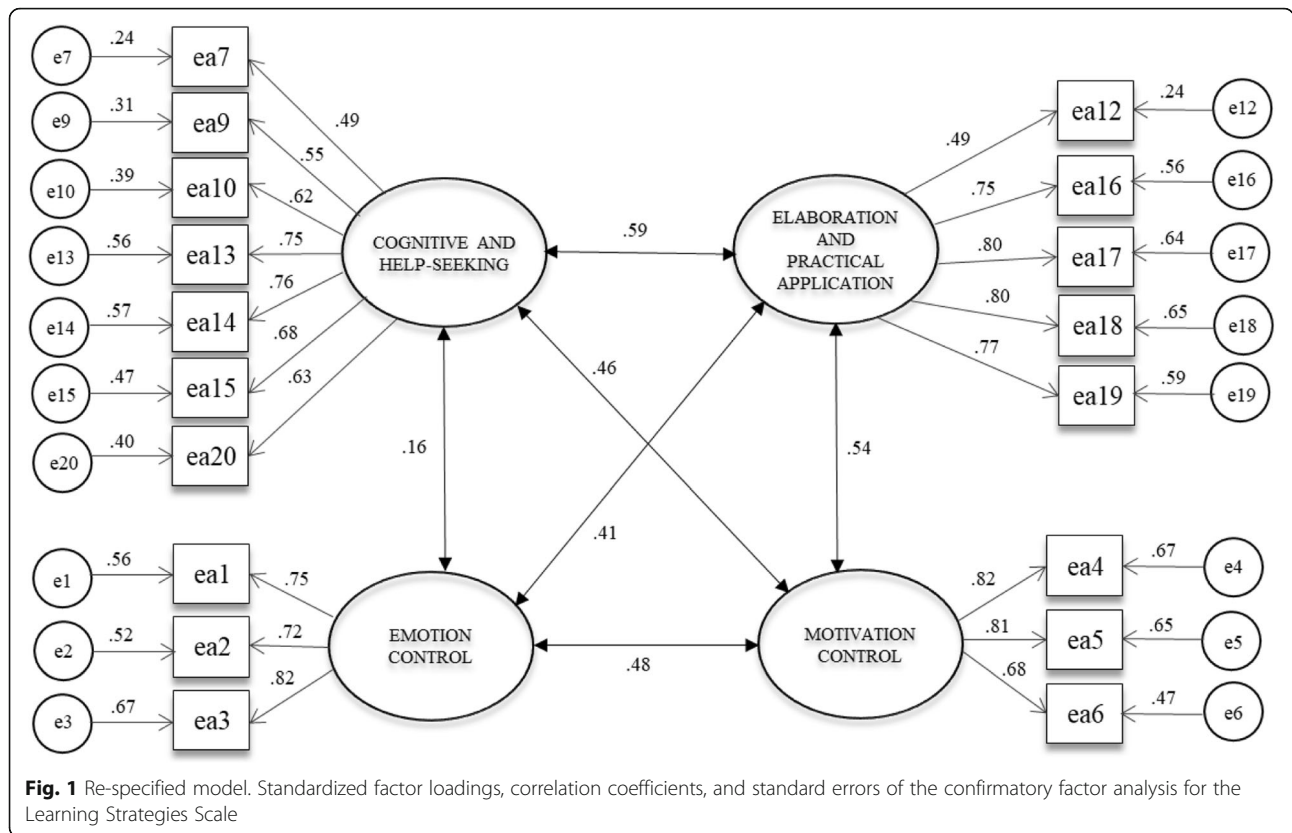 e7 .24 ea7
e9 .31 ea9
e10 .39 ea10
e13 .56 ea13
e14 .57 ea14
e15 .47 ea15
e20 .40 ea20
.49
.55
.62
.75
.76
.68
.63
COGNITIVE AND
HELP-SEEKING
.59
ELABORATION
AND
PRACTICAL
APPLICATION
.49
.75
.80
.80
.77
ea12 .24 e12
ea16 .56 e16
ea17 .64 e17
ea18 .65 e18
ea19 .59 e19
.16
.46
.41
.54
e1 .56 ea1
e2 .52 ea2
e3 .67 ea3
.75
.72
.82
EMOTION
CONTROL
.48
MOTIVATION
CONTROL
.82
.81
.68
ea4 .67 e4
ea5 .65 e5
ea6 .47 e6
Fig. 1 Re-specified model. Standardized factor loadings, correlation coefficients, and standard errors of the confirmatory factor analysis for the
Learning Strategies Scale